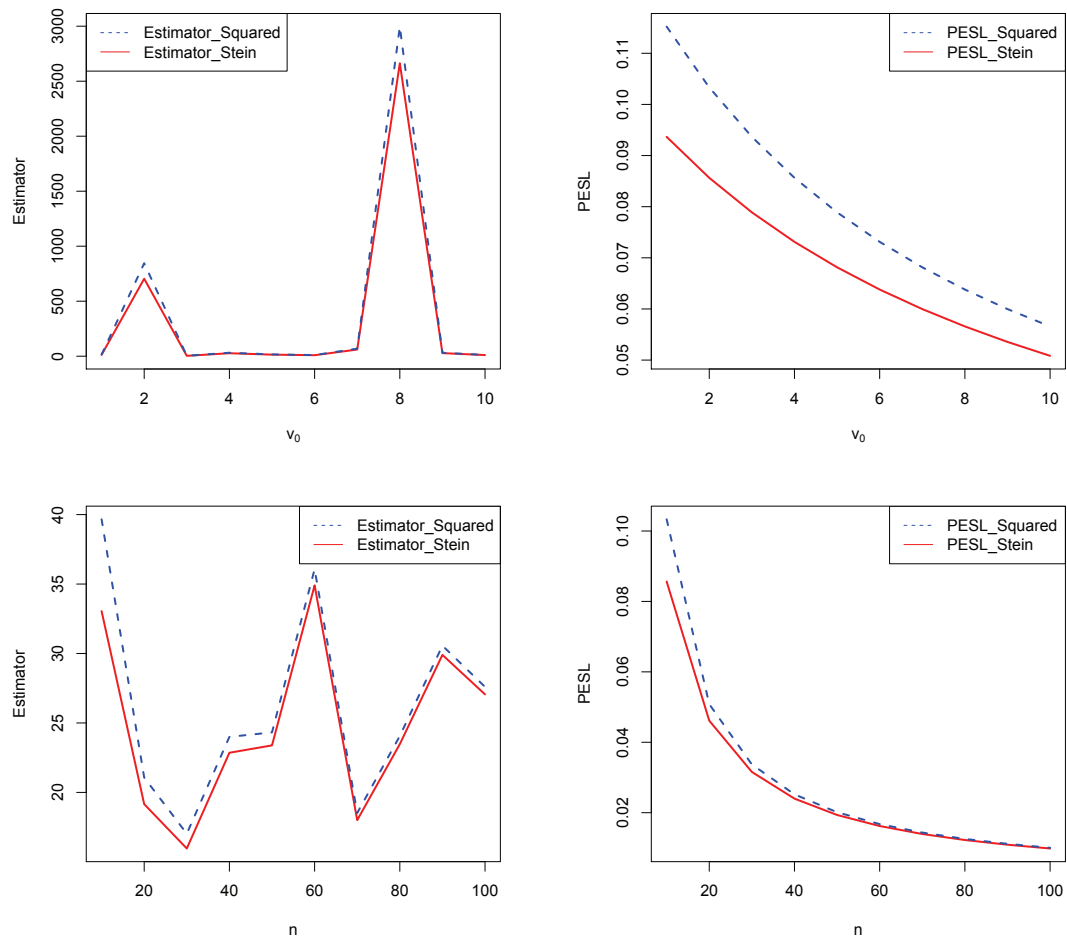 Estimator_Squared
Estimator_Stein
Estimator
0
500
1000
1500
2000
2500
3000
2 4 6 8 10
v0
PESL_Squared
PESL_Stein
PESL
0.05
0.06
0.07
0.08
0.09
0.10
0.11
2 4 6 8 10
v0
Estimator_Squared
Estimator_Stein
Estimator
20
25
30
35
40
20 40 60 80 100
n
PESL_Squared
PESL_Stein
PESL
0.02
0.04
0.06
0.08
0.10
20 40 60 80 100
n